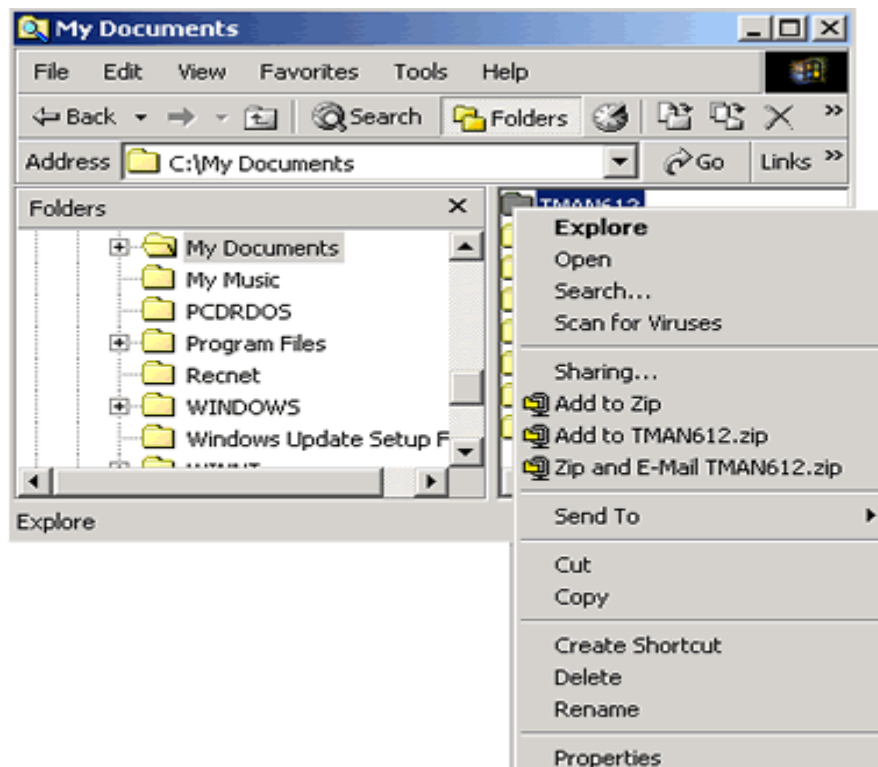 My Documents
File Edit View Favorites Tools Help
Back Search Folders »
Address C:\My Documents Go Links »
Folders
My Documents
My Music
PCDRDOS
Program Files
Recnet
WINDOWS
Windows Update Setup F
Explore
TMAN612
Explore
Open
Search...
Scan for Viruses
Sharing...
Add to Zip
Add to TMAN612.zip
Zip and E-Mail TMAN612.zip
Send To
Cut
Copy
Create Shortcut
Delete
Rename
Properties